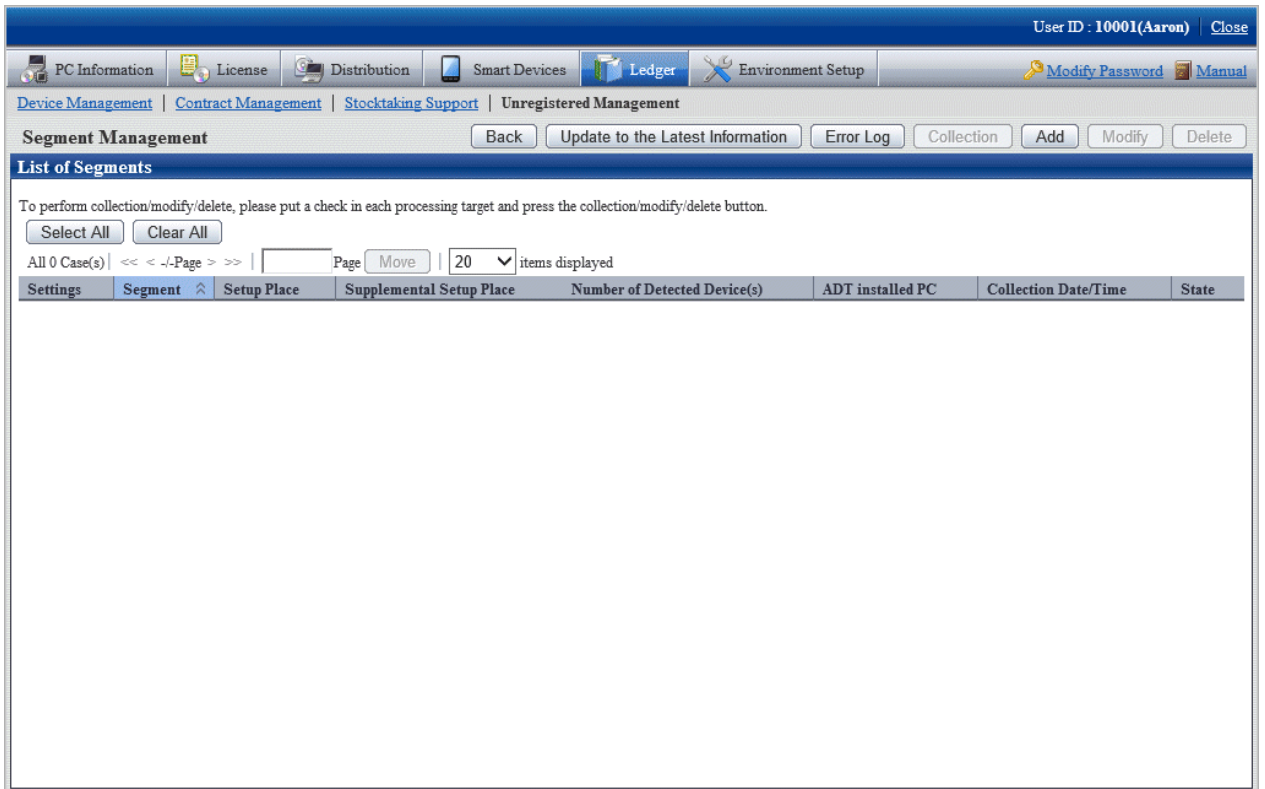 User ID : 10001(Aaron) Close
PC Information License Distribution Smart Devices Ledger Environment Setup Modify Password Manual
Device Management | Contract Management | Stocktaking Support | Unregistered Management
Segment Management Back Update to the Latest Information Error Log Collection Add Modify Delete
List of Segments
To perform collection/modify/delete, please put a check in each processing target and press the collection/modify/delete button.
Select All Clear All
All 0 Case(s) | << < -/-Page > >> | Page Move | 20 items displayed
Settings Segment Setup Place Supplemental Setup Place Number of Detected Device(s) ADT installed PC Collection Date/Time State